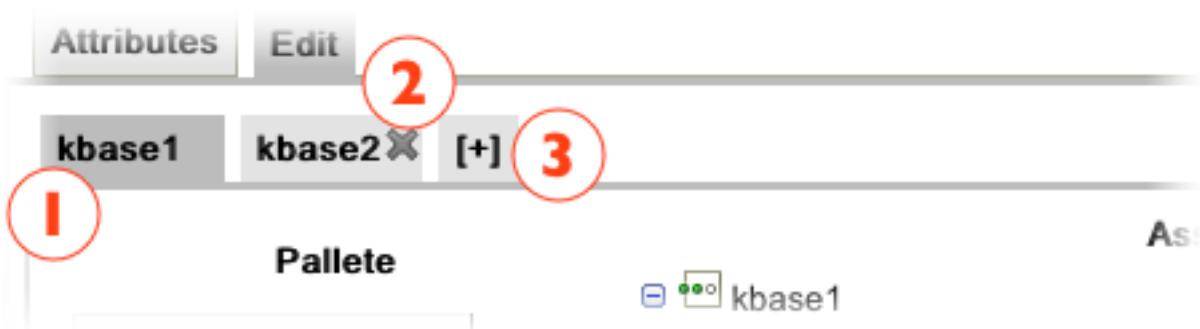 Attributes Edit
2
kbase1 kbase2 [+] 3
1
Pallete
kbase1